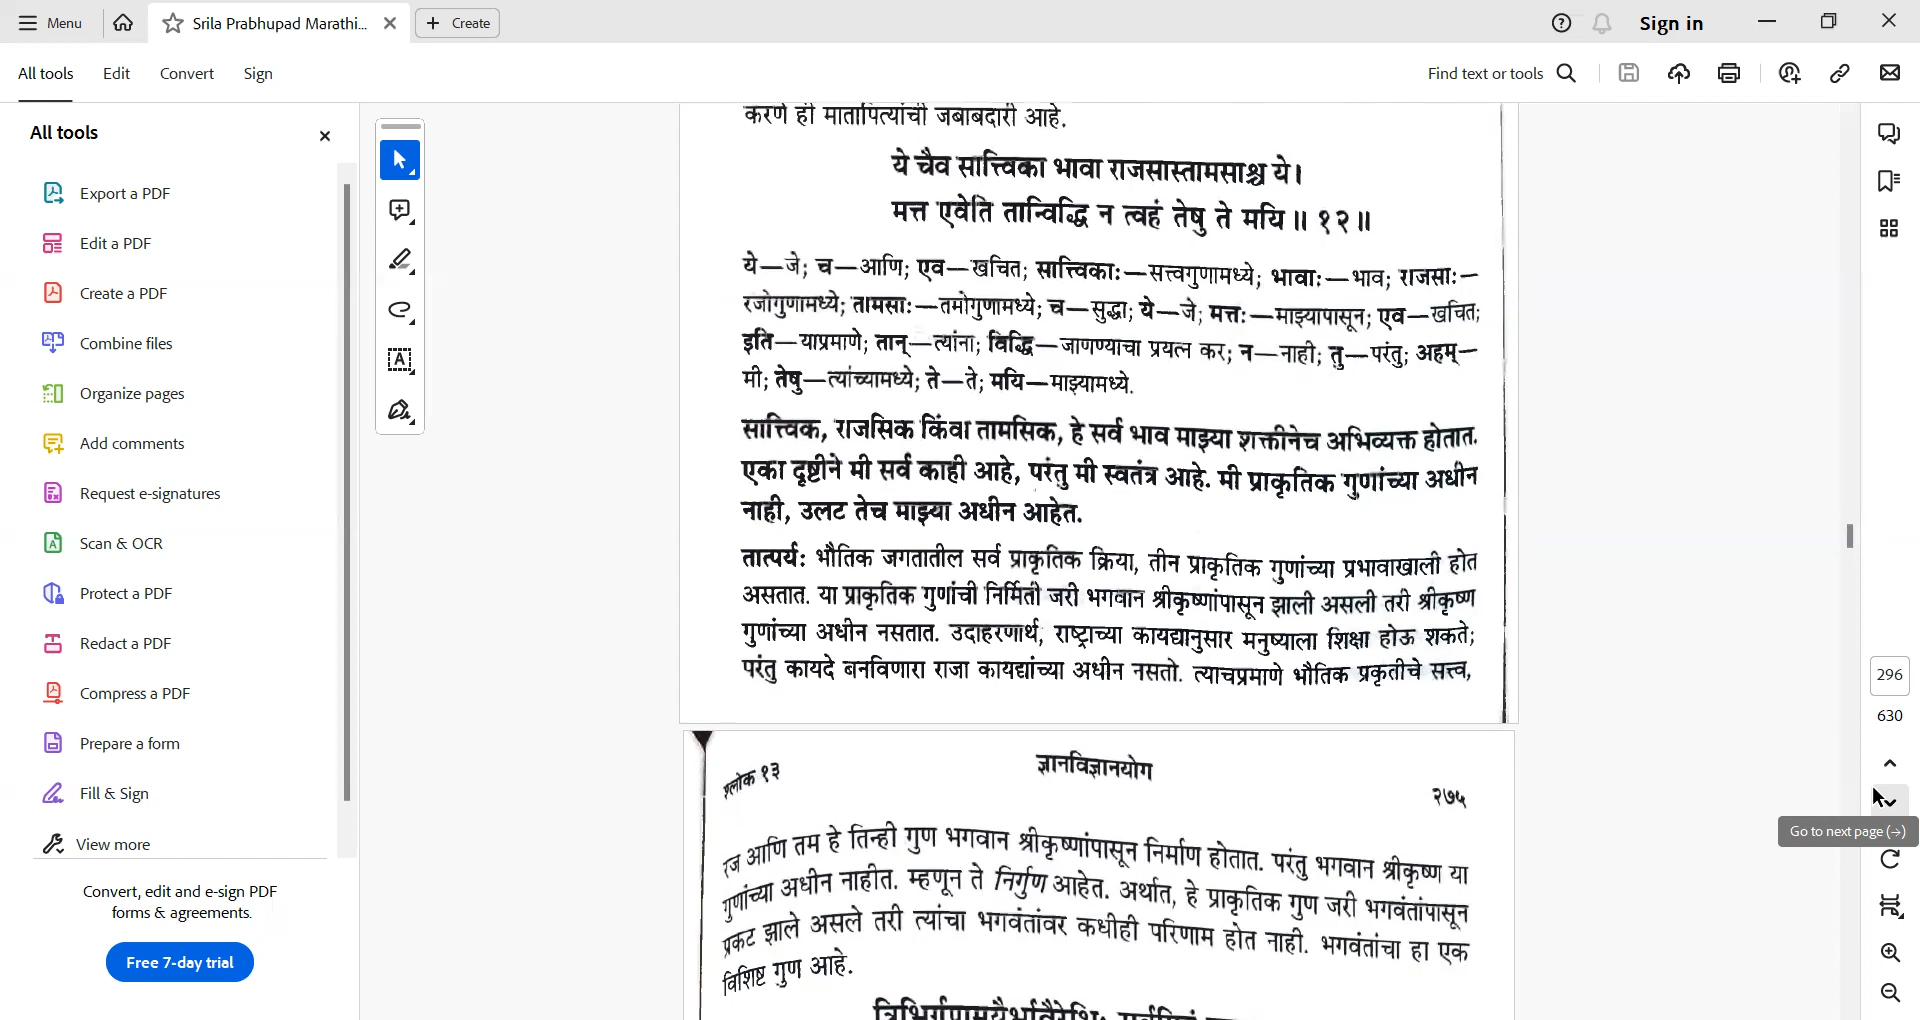 Menu
Srila Prabhupad Marathi...
Create
Sign in
All tools
Edit
Convert
Sign
Find text or tools
All tools
Export a PDF
Edit a PDF
Create a PDF
Combine files
Organize pages
Add comments
Request e-signatures
Scan & OCR
Protect a PDF
Redact a PDF
Compress a PDF
Prepare a form
Fill & Sign
View more
Convert, edit and e-sign PDF
forms & agreements.
Free 7-day trial
करणे ही मातापित्यांची जबाबदारी आहे.
ये चैव सात्त्विका भावा राजसास्तामसाश्च ये।
मत्त एवेति तान्विद्धि न त्वहं तेषु ते मयि॥ १२॥
ये—जे; च—आणि; एव—खचित; सात्त्विकाः—सत्त्वगुणामध्ये; भावाः—भाव; राजसाः—
रजोगुणामध्ये; तामसाः—तमोगुणामध्ये; च—सुद्धा; ये—जे; मत्तः—माझ्यापासून; एव—खचित;
इति—याप्रमाणे; तान्—त्यांना; विद्धि—जाणण्याचा प्रयत्न कर; न—नाही; तु—परंतु; अहम्—
मी; तेषु—त्यांच्यामध्ये; ते—ते; मयि—माझ्यामध्ये.
सात्त्विक, राजसिक किंवा तामसिक, हे सर्व भाव माझ्या शक्तीनेच अभिव्यक्त होतात.
एका दृष्टीने मी सर्व काही आहे, परंतु मी स्वतंत्र आहे. मी प्राकृतिक गुणांच्या अधीन
नाही, उलट तेच माझ्या अधीन आहेत.
तात्पर्य: भौतिक जगतातील सर्व प्राकृतिक क्रिया, तीन प्राकृतिक गुणांच्या प्रभावाखाली होत
असतात. या प्राकृतिक गुणांची निर्मिती जरी भगवान श्रीकृष्णांपासून झाली असली तरी श्रीकृष्ण
गुणांच्या अधीन नसतात. उदाहरणार्थ, राष्ट्राच्या कायद्यानुसार मनुष्याला शिक्षा होऊ शकते;
परंतु कायदे बनविणारा राजा कायद्यांच्या अधीन नसतो. त्याचप्रमाणे भौतिक प्रकृतीचे सत्त्व,
श्लोक १३
ज्ञानविज्ञानयोग
२७५
रज आणि तम हे तिन्ही गुण भगवान श्रीकृष्णांपासून निर्माण होतात. परंतु भगवान श्रीकृष्ण या
गुणांच्या अधीन नाहीत. म्हणून ते निर्गुण आहेत. अर्थात, हे प्राकृतिक गुण जरी भगवंतांपासून
प्रकट झाले असले तरी त्यांचा भगवंतांवर कधीही परिणाम होत नाही. भगवंतांचा हा एक
विशिष्ट गुण आहे.
296
630
Go to next page (→)